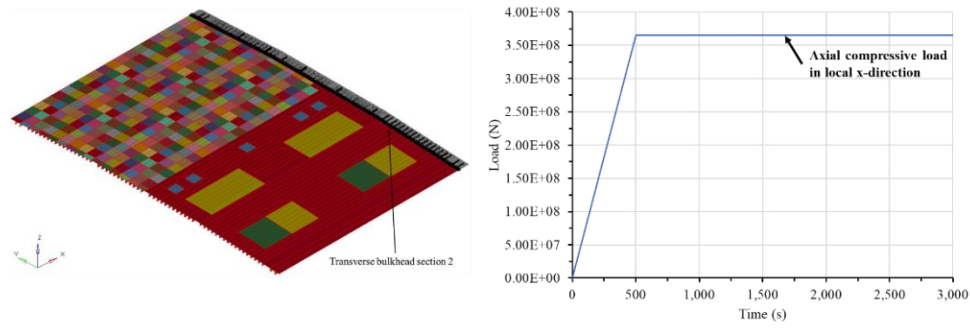 Z
Y
X
Transverse bulkhead section 2
4.00E+08
3.50E+08
3.00E+08
2.50E+08
2.00E+08
1.50E+08
1.00E+08
5.00E+07
0.00E+00
Load (N)
Axial compressive load
in local x-direction
0
500
1,000
1,500
2,000
2,500
3,000
Time (s)